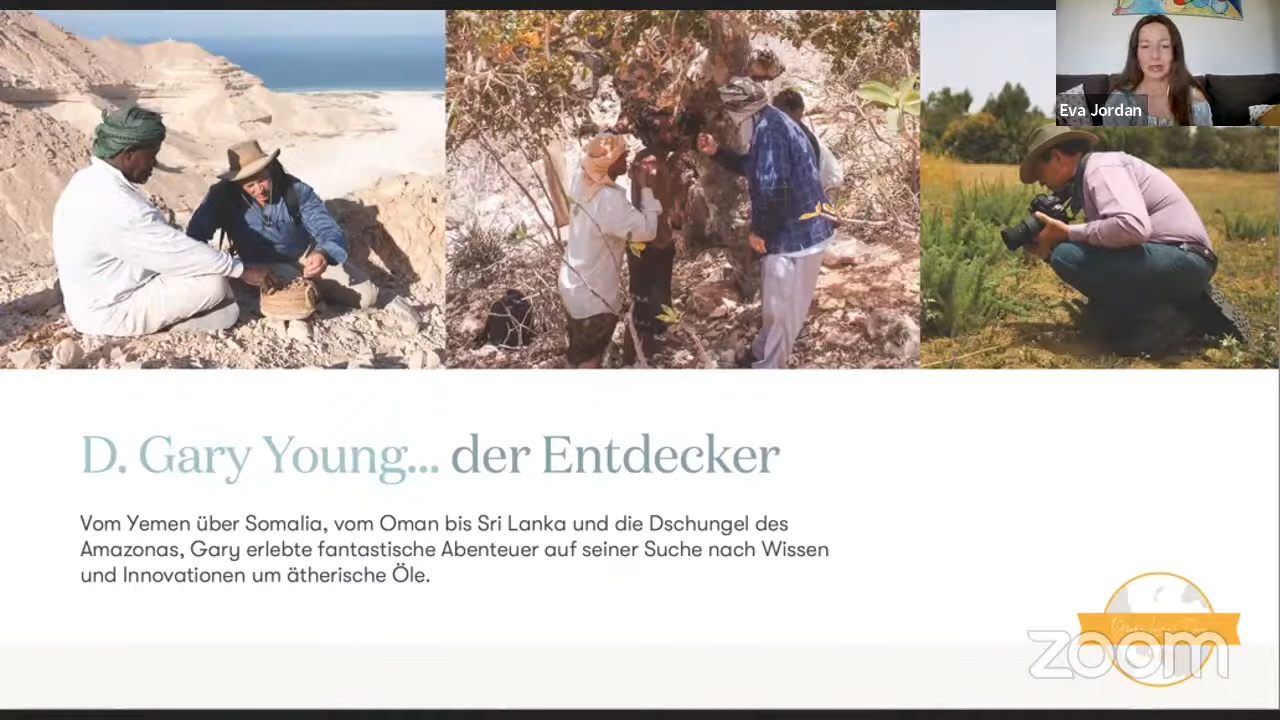 Eva Jordan
D. Gary Young... der Entdecker
Vom Yemen über Somalia, vom Oman bis Sri Lanka und die Dschungel des
Amazonas, Gary erlebte fantastische Abenteuer auf seiner Suche nach Wissen
und Innovationen um ätherische Öle.
zoom